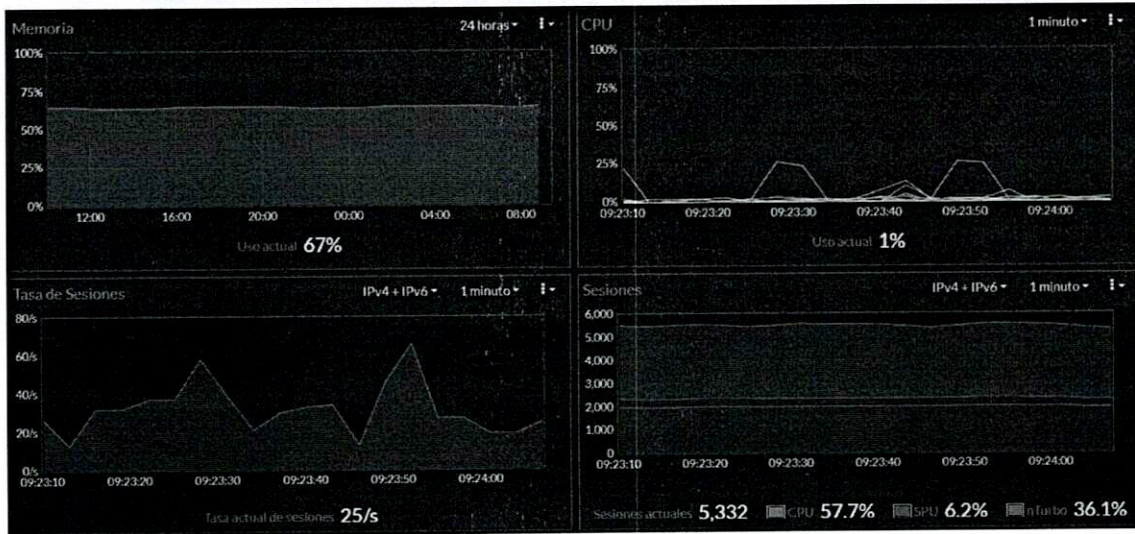 Memoria 24 horas
100%
75%
50%
25%
0%
12:00 16:00 20:00 00:00 04:00 08:00
Uso actual 67%
CPU 1 minuto
100%
75%
50%
25%
0%
09:23:10 09:23:20 09:23:30 09:23:40 09:23:50 09:24:00
Uso actual 1%
Tasa de Sesiones IPv4 + IPv6 1 minuto
80/s
60/s
40/s
20/s
0/s
09:23:10 09:23:20 09:23:30 09:23:40 09:23:50 09:24:00
Tasa actual de sesiones 25/s
Sesiones IPv4 + IPv6 1 minuto
6,000
5,000
4,000
3,000
2,000
1,000
0
09:23:10 09:23:20 09:23:30 09:23:40 09:23:50 09:24:00
Sesiones actuales 5,332 CPU 57.7% SPU 6.2% nTurbo 36.1%